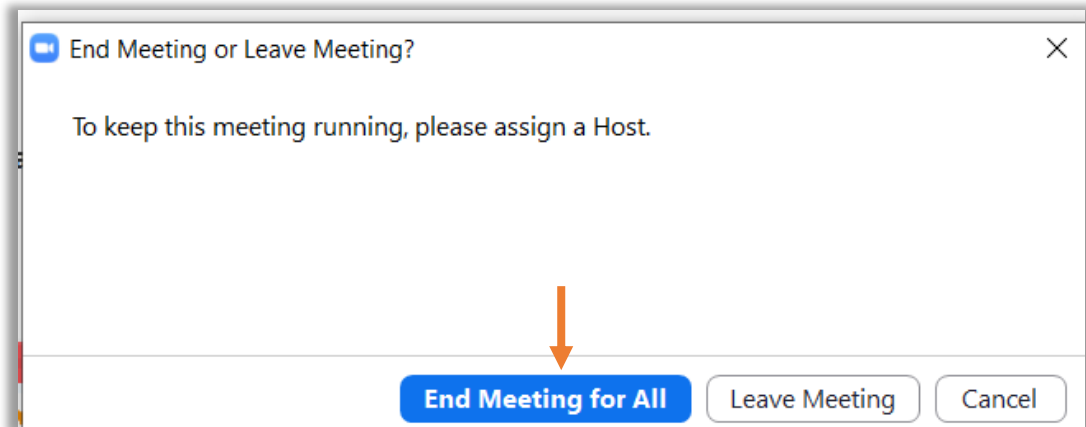 End Meeting or Leave Meeting?
To keep this meeting running, please assign a Host.
End Meeting for All Leave Meeting Cancel